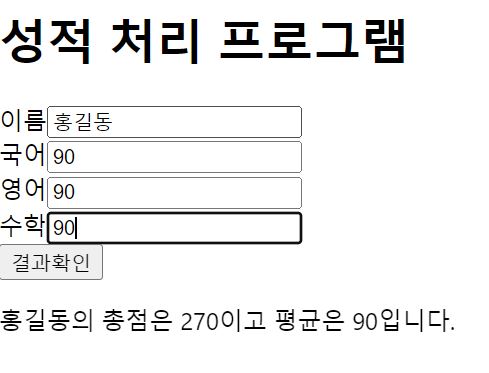 성적 처리 프로그램
이름 홍길동
국어 90
영어 90
수학 90
결과확인
홍길동의 총점은 270이고 평균은 90입니다.